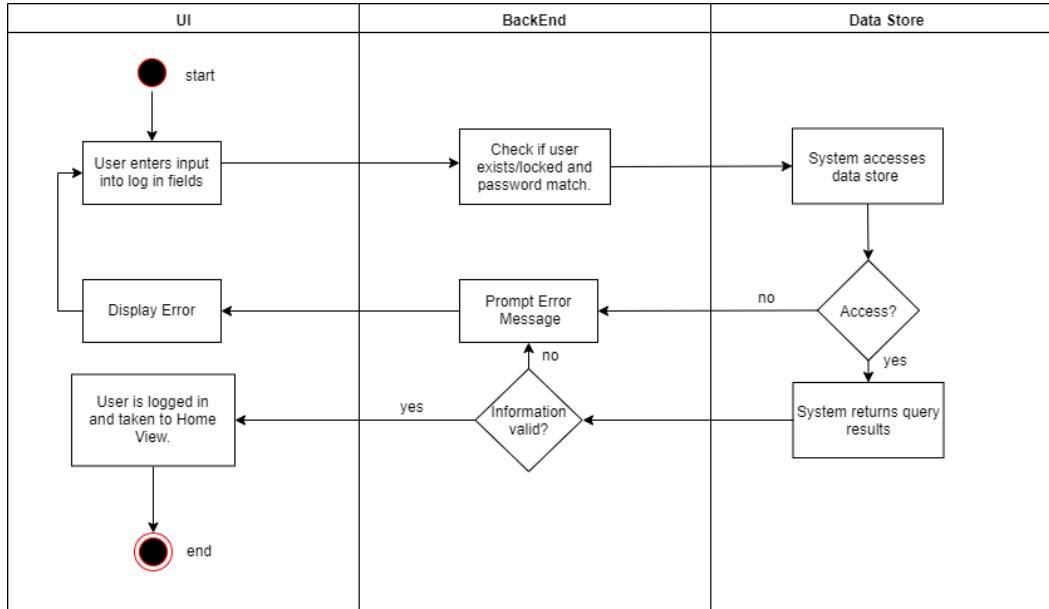 UI
BackEnd
Data Store
start
User enters input
into log in fields
Check if user
exists/locked and
password match.
System accesses
data store
Display Error
Prompt Error
Message
no
Access?
no
yes
User is logged in
and taken to Home
View.
yes
Information
valid?
System returns query
results
end